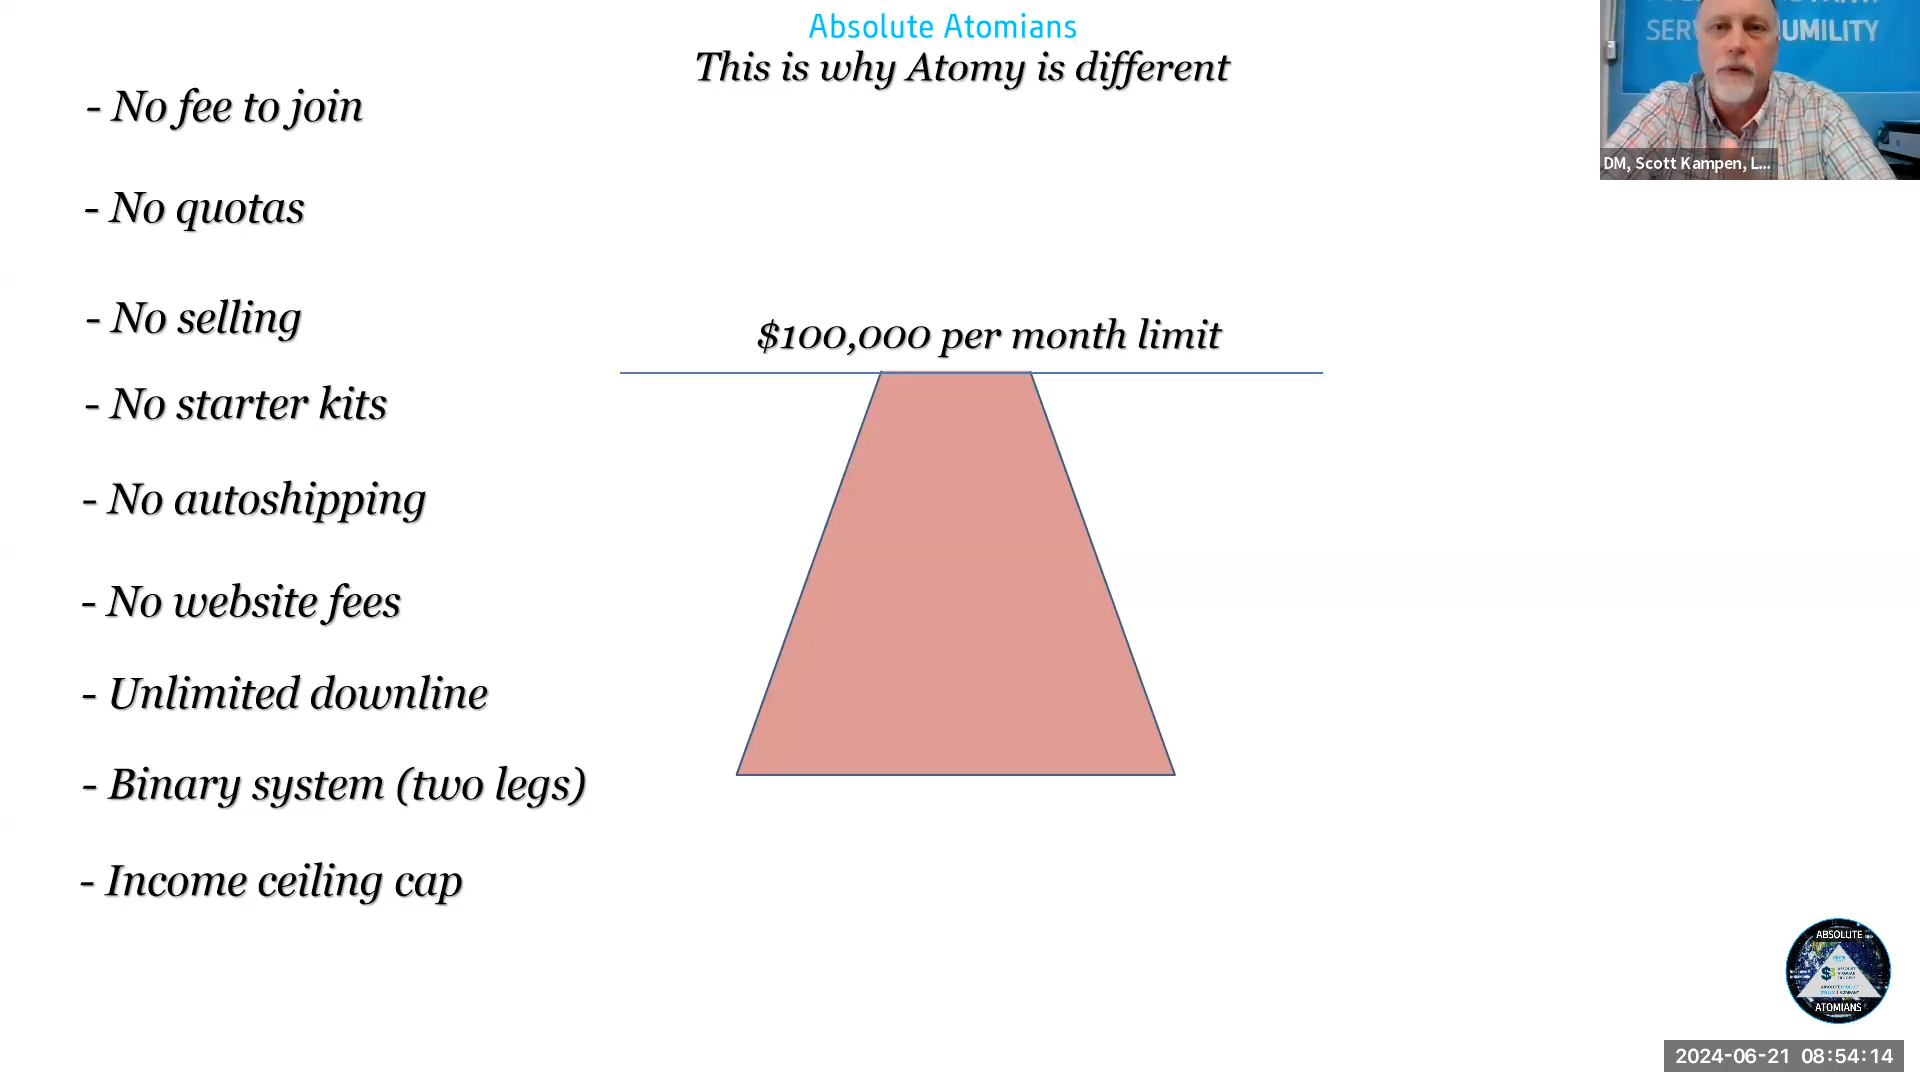 Absolute Atomians
This is why Atomy is different
- No fee to join
- No quotas
- No selling
- No starter kits
- No autoshipping
- No website fees
- Unlimited downline
- Binary system (two legs)
- Income ceiling cap
$100,000 per month limit
UMILITY
DM, Scott Kampen, L...
ABSOLUTE
ATOMIANS
2024-06-21 08:54:14